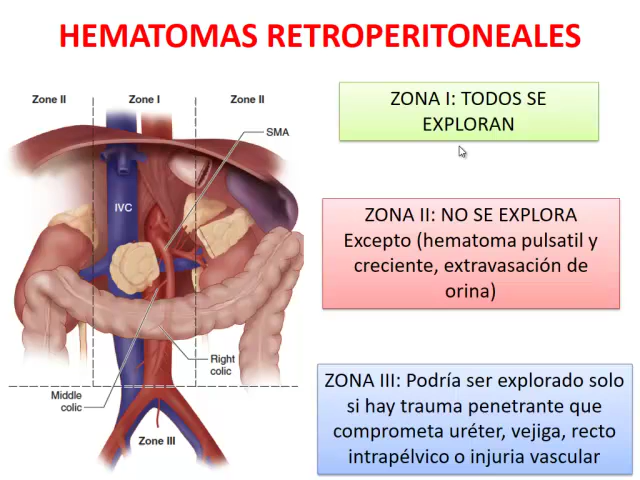 HEMATOMAS RETROPERITONEALES
Zone II
Zone I
Zone II
SMA
IVC
Right
colic
Middle
colic
Zone III
ZONA I: TODOS SE
EXPLORAN
ZONA II: NO SE EXPLORA
Excepto (hematoma pulsatil y
creciente, extravasación de
orina)
ZONA III: Podría ser explorado solo
si hay trauma penetrante que
comprometa uréter, vejiga, recto
intrapélvico o injuria vascular